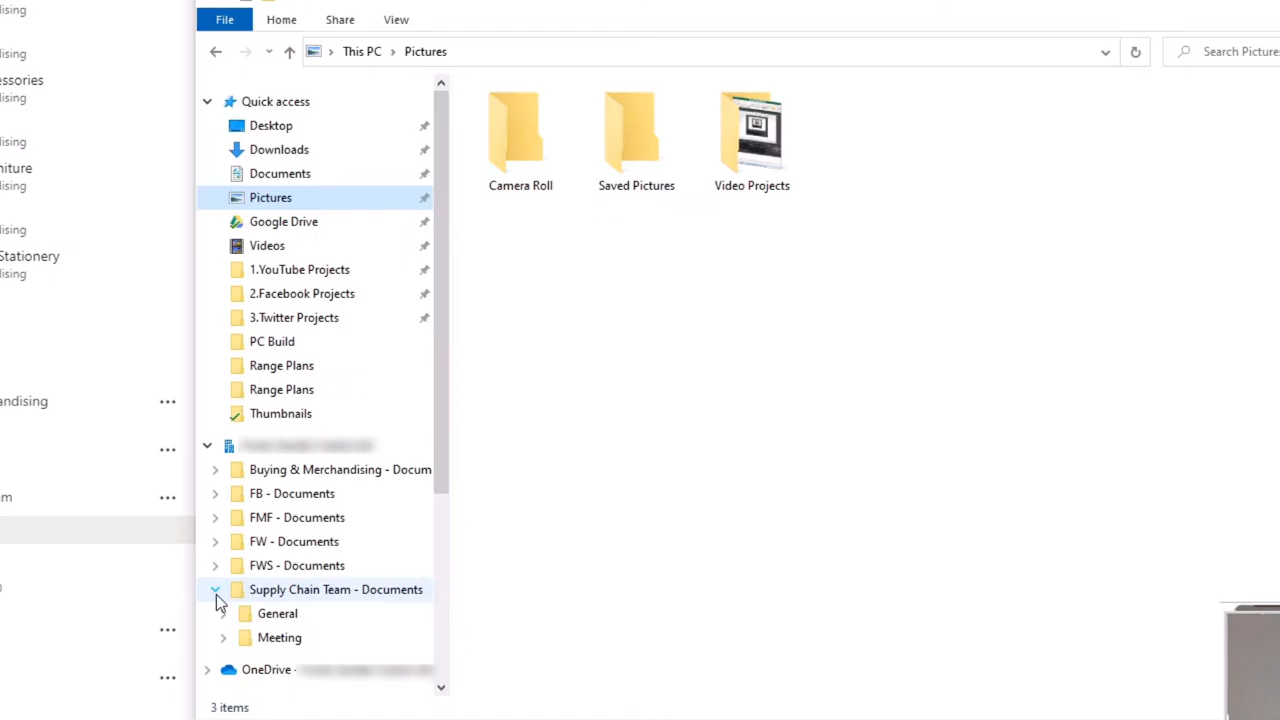 ising
ising
essories
ising
niture
ising
ising
Stationery
ising
andising
am
File Home Share View
This PC Pictures
Search Pictures
Quick access
Desktop
Downloads
Documents
Pictures
Google Drive
Videos
1.YouTube Projects
2.Facebook Projects
3.Twitter Projects
PC Build
Range Plans
Range Plans
Thumbnails
Buying & Merchandising - Docum
FB - Documents
FMF - Documents
FW - Documents
FWS - Documents
Supply Chain Team - Documents
General
Meeting
OneDrive -
Camera Roll Saved Pictures Video Projects
3 items